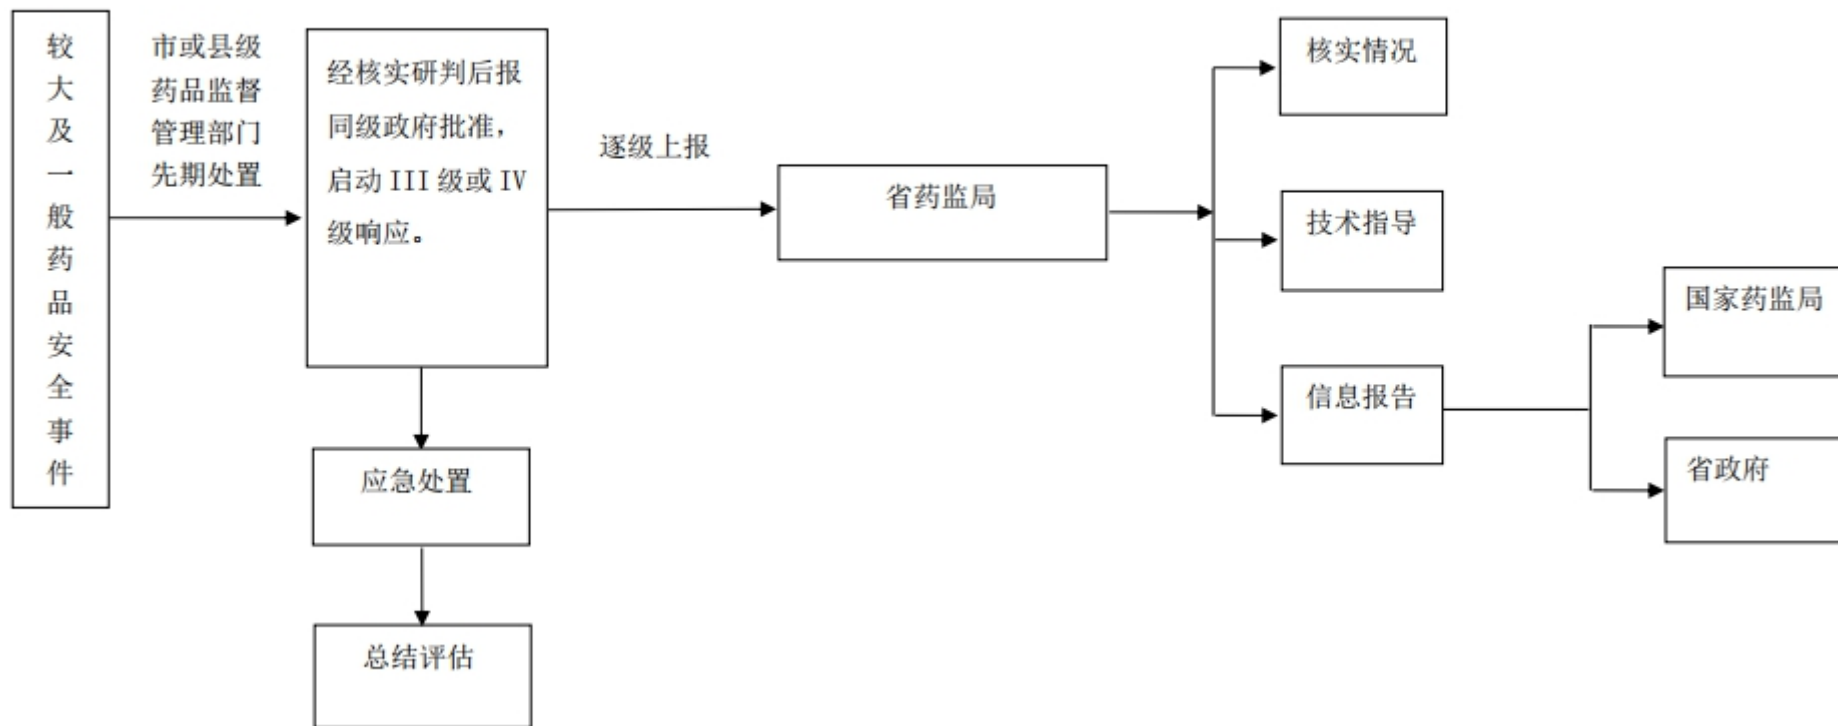 较
大
及
一
般
药
品
安
全
事
件
市或县级
药品监督
管理部门
先期处置
经核实研判后报
同级政府批准，
启动 III 级或 IV
级响应。
逐级上报
省药监局
核实情况
技术指导
信息报告
国家药监局
省政府
应急处置
总结评估